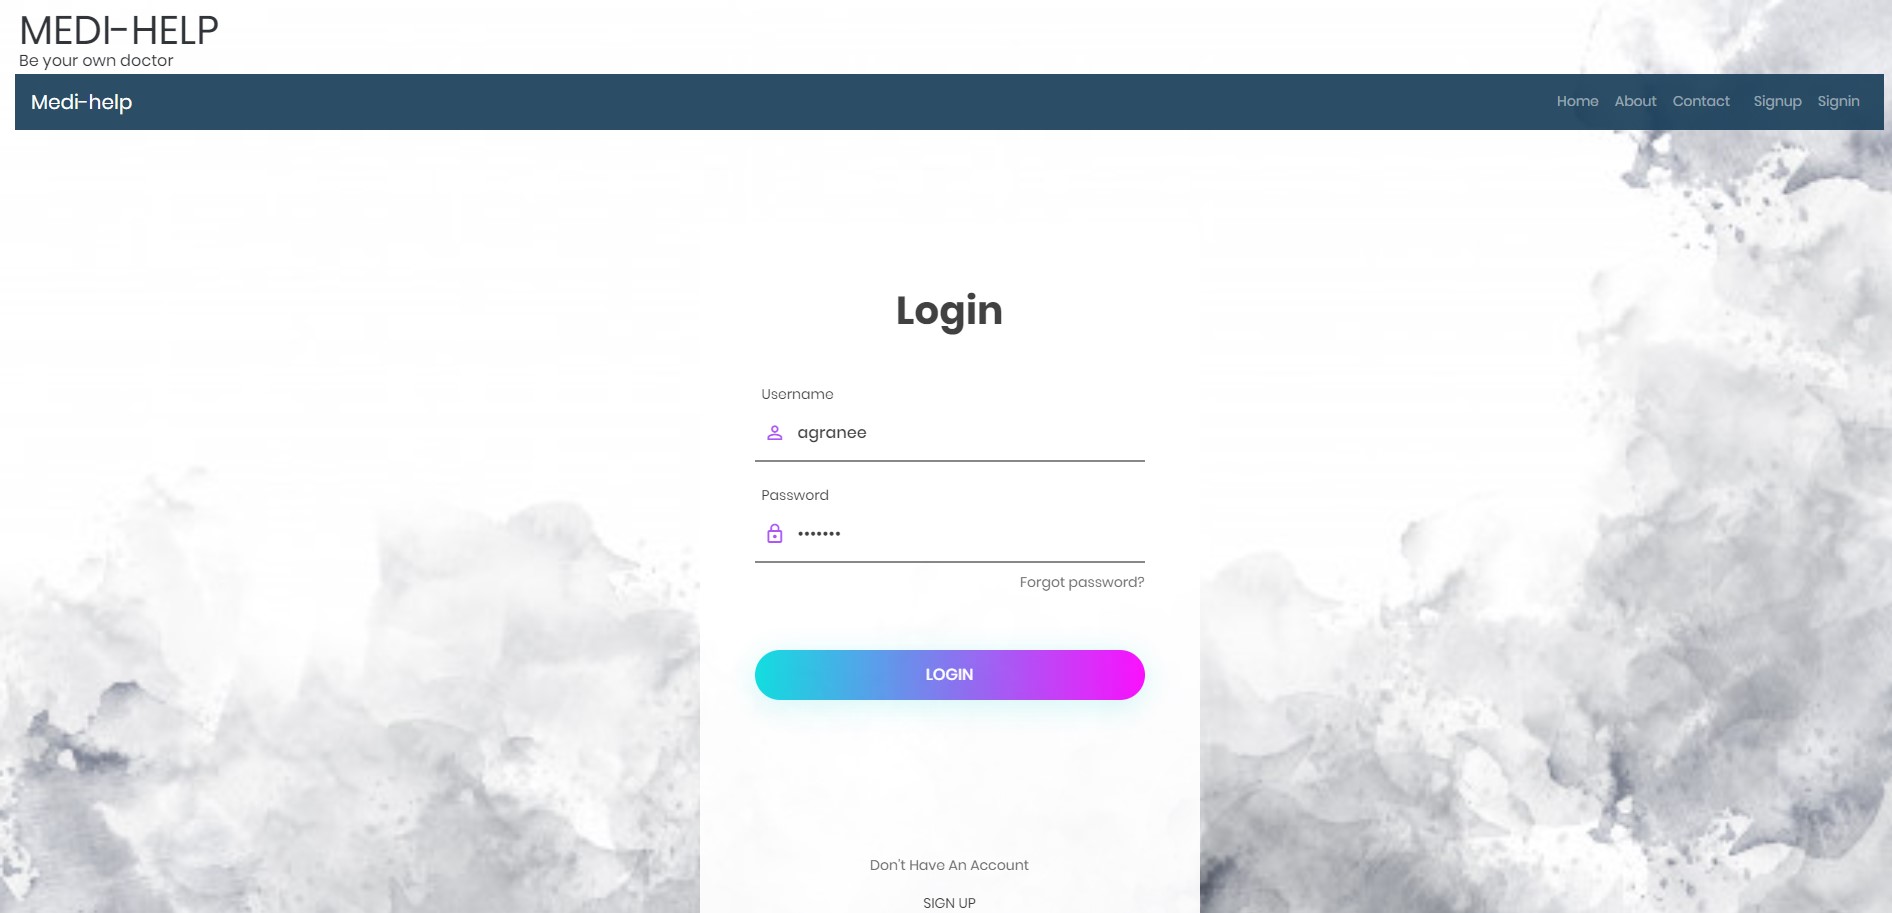 MEDI-HELP
Be your own doctor
Medi-help Home About Contact Signup Signin
Login
Username
agranee
Password
•••••••
Forgot password?
LOGIN
Don't Have An Account
SIGN UP